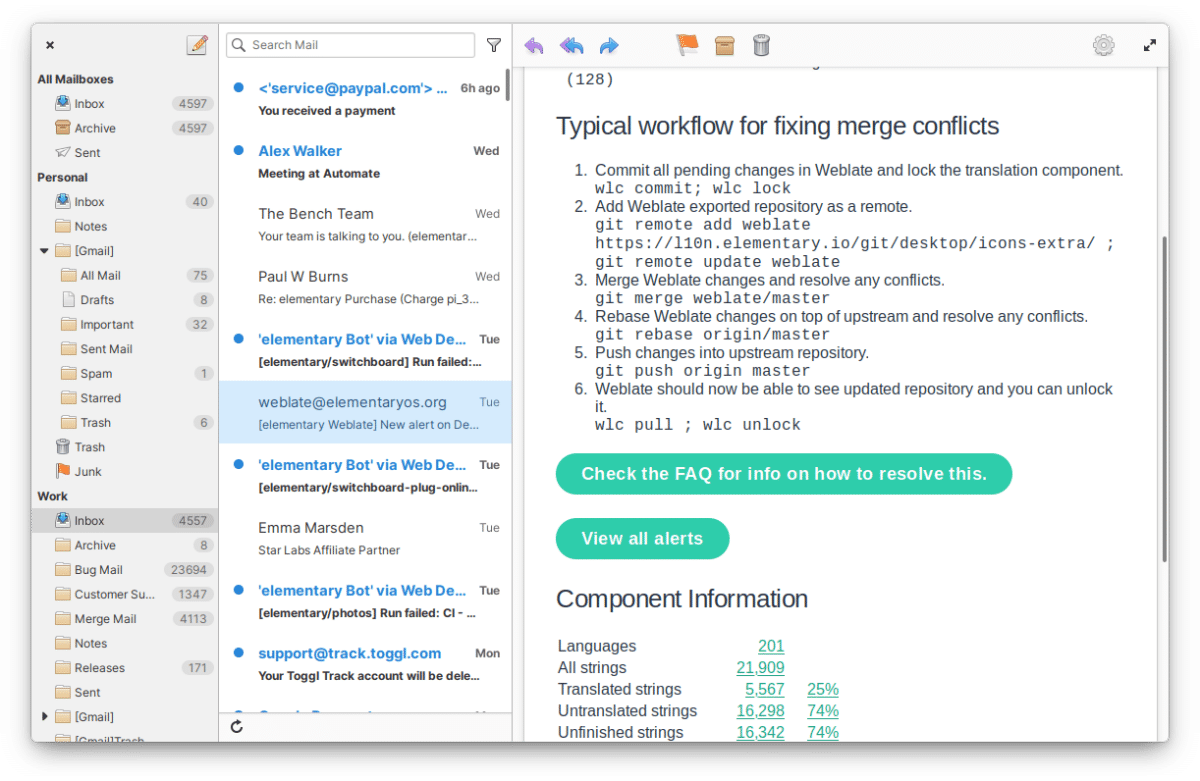 All Mailboxes
Inbox 4597
Archive 4597
Sent
Personal
Inbox 40
Notes
[Gmail]
All Mail 75
Drafts 8
Important 32
Sent Mail
Spam 1
Starred
Trash 6
Trash
Junk
Work
Inbox 4557
Archive 8
Bug Mail 23694
Customer Su... 1347
Merge Mail 4113
Notes
Releases 171
Sent
[Gmail]
[Gmail]Trash
Search Mail
<'service@paypal.com'> ... 6h ago
You received a payment
Alex Walker Wed
Meeting at Automate
The Bench Team Wed
Your team is talking to you. (elementar...
Paul W Burns Wed
Re: elementary Purchase (Charge pi_3...
'elementary Bot' via Web De... Tue
[elementary/switchboard] Run failed:...
weblate@elementaryos.org Tue
[elementary Weblate] New alert on De...
'elementary Bot' via Web De... Tue
[elementary/switchboard-plug-onlin...
Emma Marsden Tue
Star Labs Affiliate Partner
'elementary Bot' via Web De... Tue
[elementary/photos] Run failed: CI - ...
support@track.toggl.com Mon
Your Toggl Track account will be dele...
(128)
Typical workflow for fixing merge conflicts
1. Commit all pending changes in Weblate and lock the translation component.
wlc commit; wlc lock
2. Add Weblate exported repository as a remote.
git remote add weblate
https://l10n.elementary.io/git/desktop/icons-extra/ ;
git remote update weblate
3. Merge Weblate changes and resolve any conflicts.
git merge weblate/master
4. Rebase Weblate changes on top of upstream and resolve any conflicts.
git rebase origin/master
5. Push changes into upstream repository.
git push origin master
6. Weblate should now be able to see updated repository and you can unlock
it.
wlc pull ; wlc unlock
Check the FAQ for info on how to resolve this.
View all alerts
Component Information
Languages 201
All strings 21,909
Translated strings 5,567 25%
Untranslated strings 16,298 74%
Unfinished strings 16,342 74%